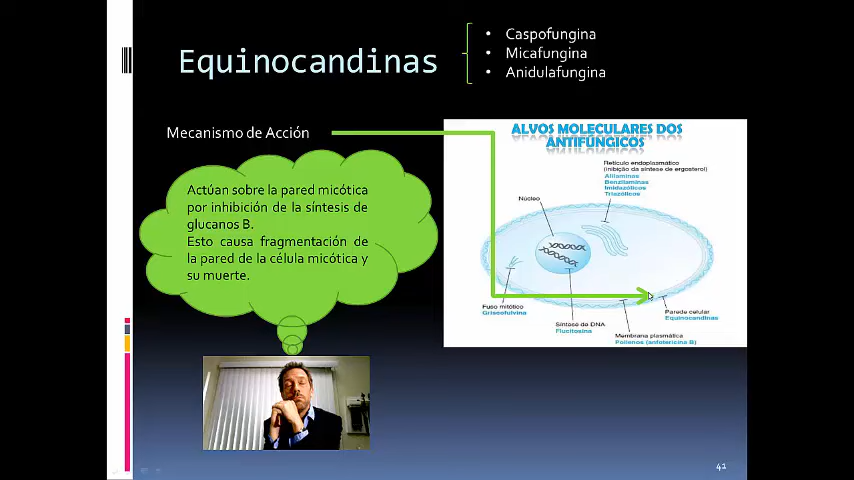 Equinocandinas
• Caspofungina
• Micafungina
• Anidulafungina
Mecanismo de Acción
Actúan sobre la pared micótica
por inhibición de la síntesis de
glucanos B.
Esto causa fragmentación de
la pared de la célula micótica y
su muerte.
ALVOS MOLECULARES DOS
ANTIFÚNGICOS
Retículo endoplasmático
(inibição da síntese de ergosterol)
Alilaminas
Benzilaminas
Imidazólicos
Triazólicos
Núcleo
Fuso mitótico
Griseofulvina
Síntese de DNA
Flucitosina
Membrana plasmática
Polienos (anfotericina B)
Parede celular
Equinocandinas
41